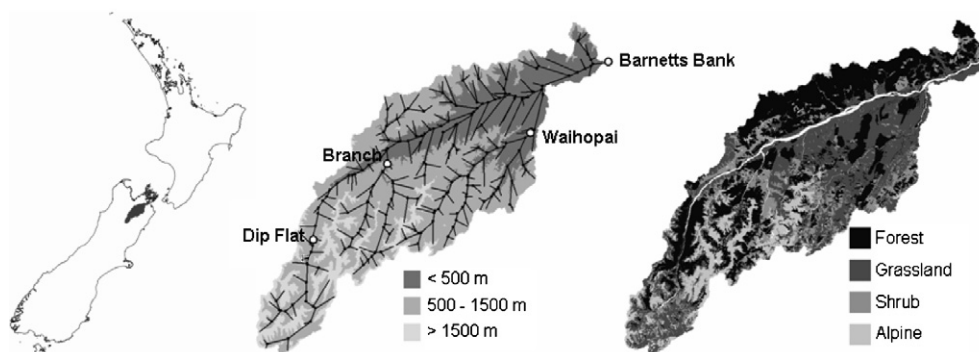 Barnetts Bank
Waihopai
Branch
Dip Flat
< 500 m
500 - 1500 m
> 1500 m
Forest
Grassland
Shrub
Alpine